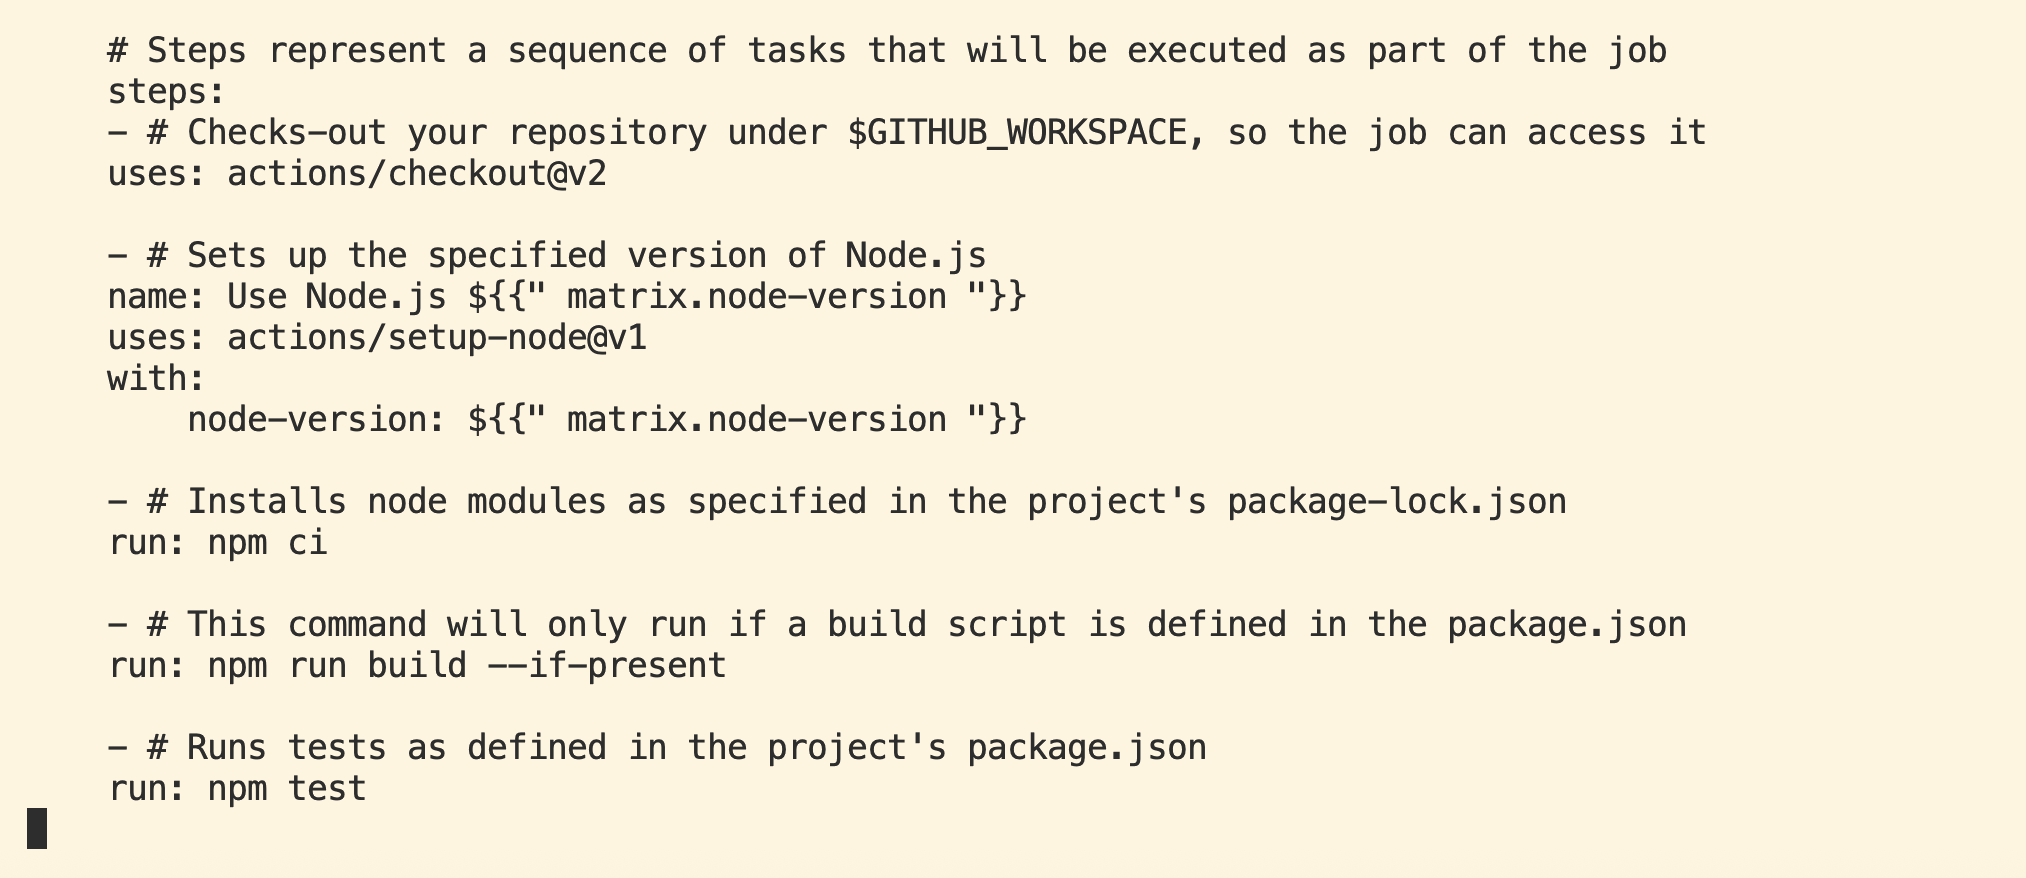 # Steps represent a sequence of tasks that will be executed as part of the job
steps:
- # Checks-out your repository under $GITHUB_WORKSPACE, so the job can access it
uses: actions/checkout@v2
- # Sets up the specified version of Node.js
name: Use Node.js ${{" matrix.node-version "}}
uses: actions/setup-node@v1
with:
node-version: ${{" matrix.node-version "}}
- # Installs node modules as specified in the project's package-lock.json
run: npm ci
- # This command will only run if a build script is defined in the package.json
run: npm run build --if-present
- # Runs tests as defined in the project's package.json
run: npm test